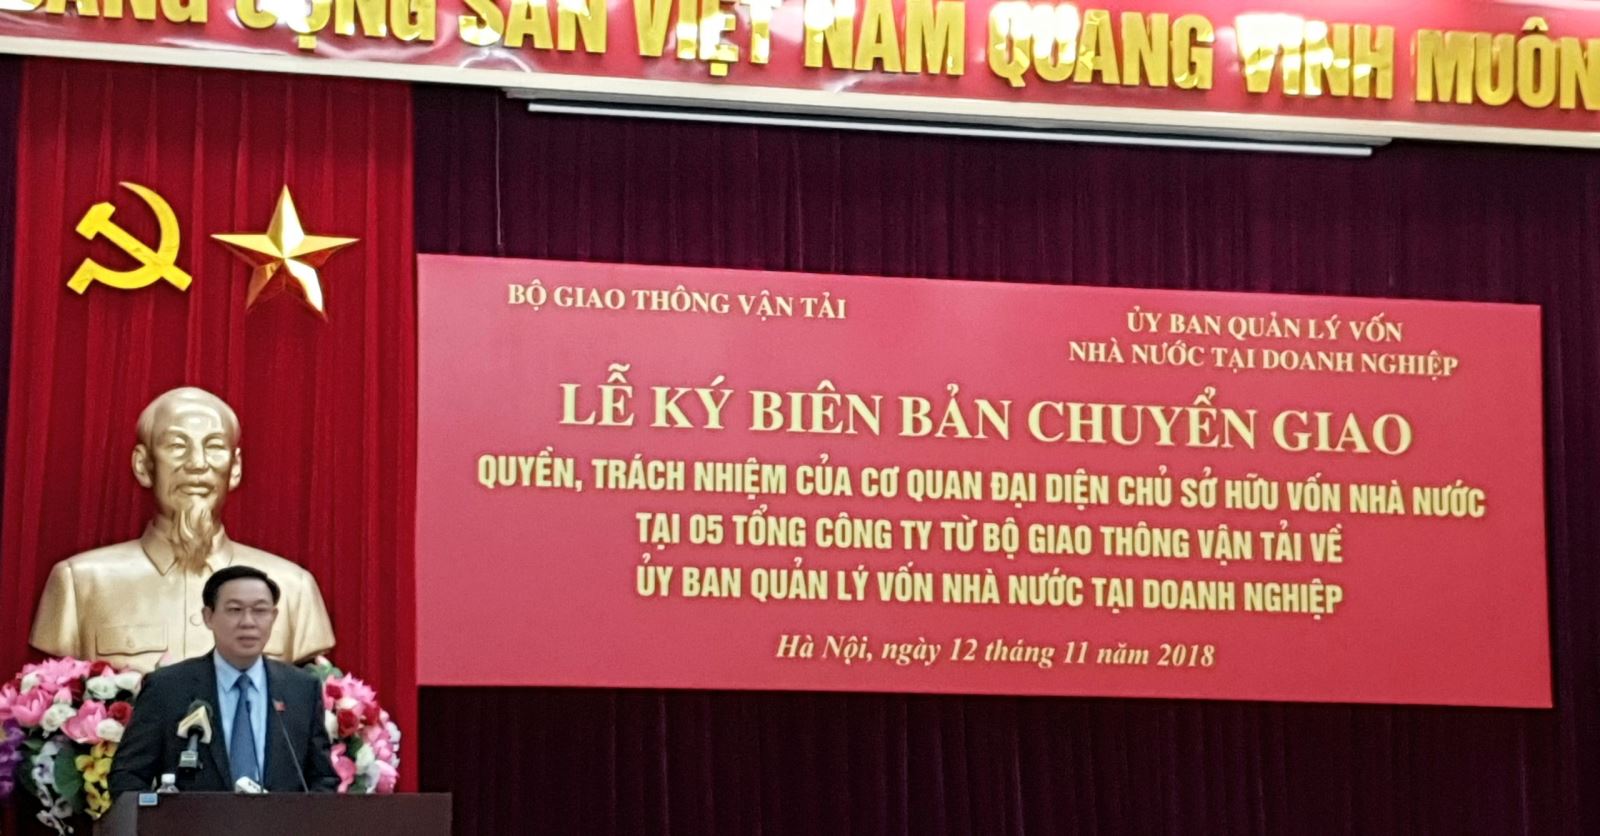 ĐẢNG CỘNG SẢN VIỆT NAM QUANG VINH MUÔN
BỘ GIAO THÔNG VẬN TẢI
ỦY BAN QUẢN LÝ VỐN
NHÀ NƯỚC TẠI DOANH NGHIỆP
LỄ KÝ BIÊN BẢN CHUYỂN GIAO
QUYỀN, TRÁCH NHIỆM CỦA CƠ QUAN ĐẠI DIỆN CHỦ SỞ HỮU VỐN NHÀ NƯỚC
TẠI 05 TỔNG CÔNG TY TỪ BỘ GIAO THÔNG VẬN TẢI VỀ
ỦY BAN QUẢN LÝ VỐN NHÀ NƯỚC TẠI DOANH NGHIỆP
Hà Nội, ngày 12 tháng 11 năm 2018